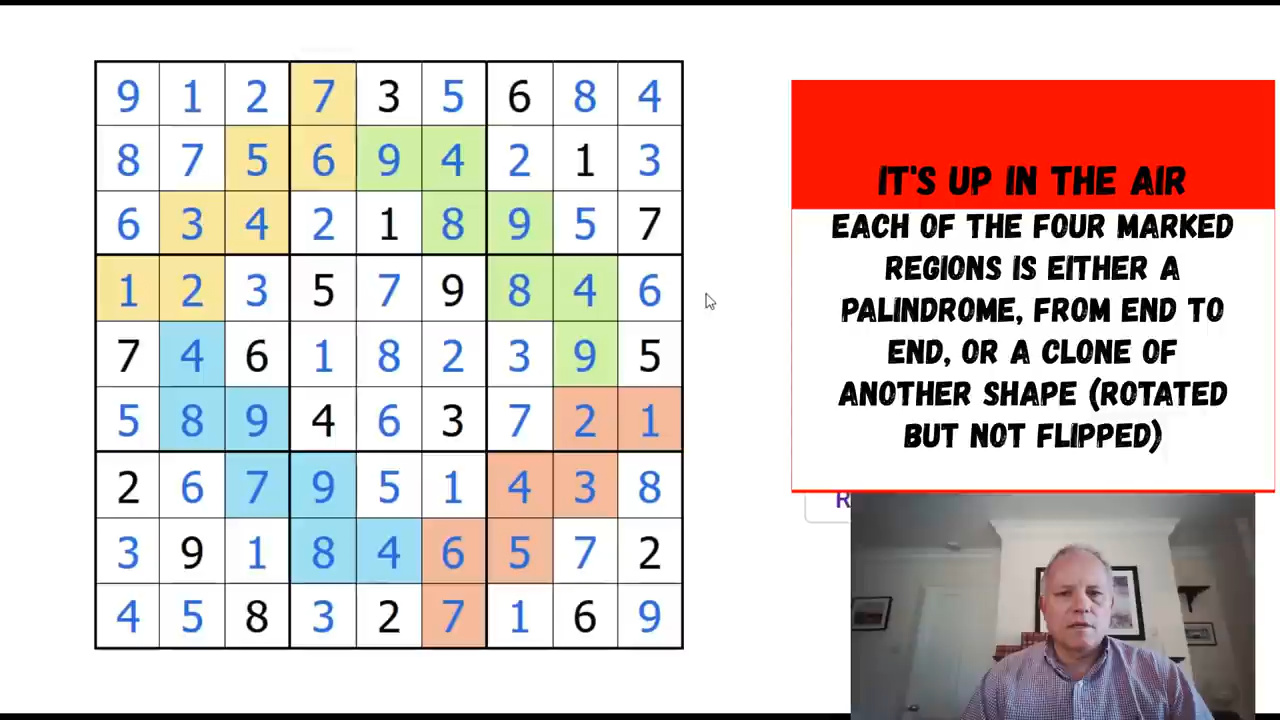 9 1 2 7 3 5 6 8 4
IT'S UP IN THE AIR
8 7 5 6 9 4 2 1 3
EACH OF THE FOUR MARKED
6 3 4 2 1 8 9 5 7
REGIONS IS EITHER A
1 2 3 5 7 9 8 4 6
PALINDROME, FROM END TO
7 4 6 1 8 2 3 9 5
END, OR A CLONE OF
5 8 9 4 6 3 7 2 1
ANOTHER SHAPE (ROTATED
BUT NOT FLIPPED)
2 6 7 9 5 1 4 3 8
R
3 9 1 8 4 6 5 7 2
4 5 8 3 2 7 1 6 9